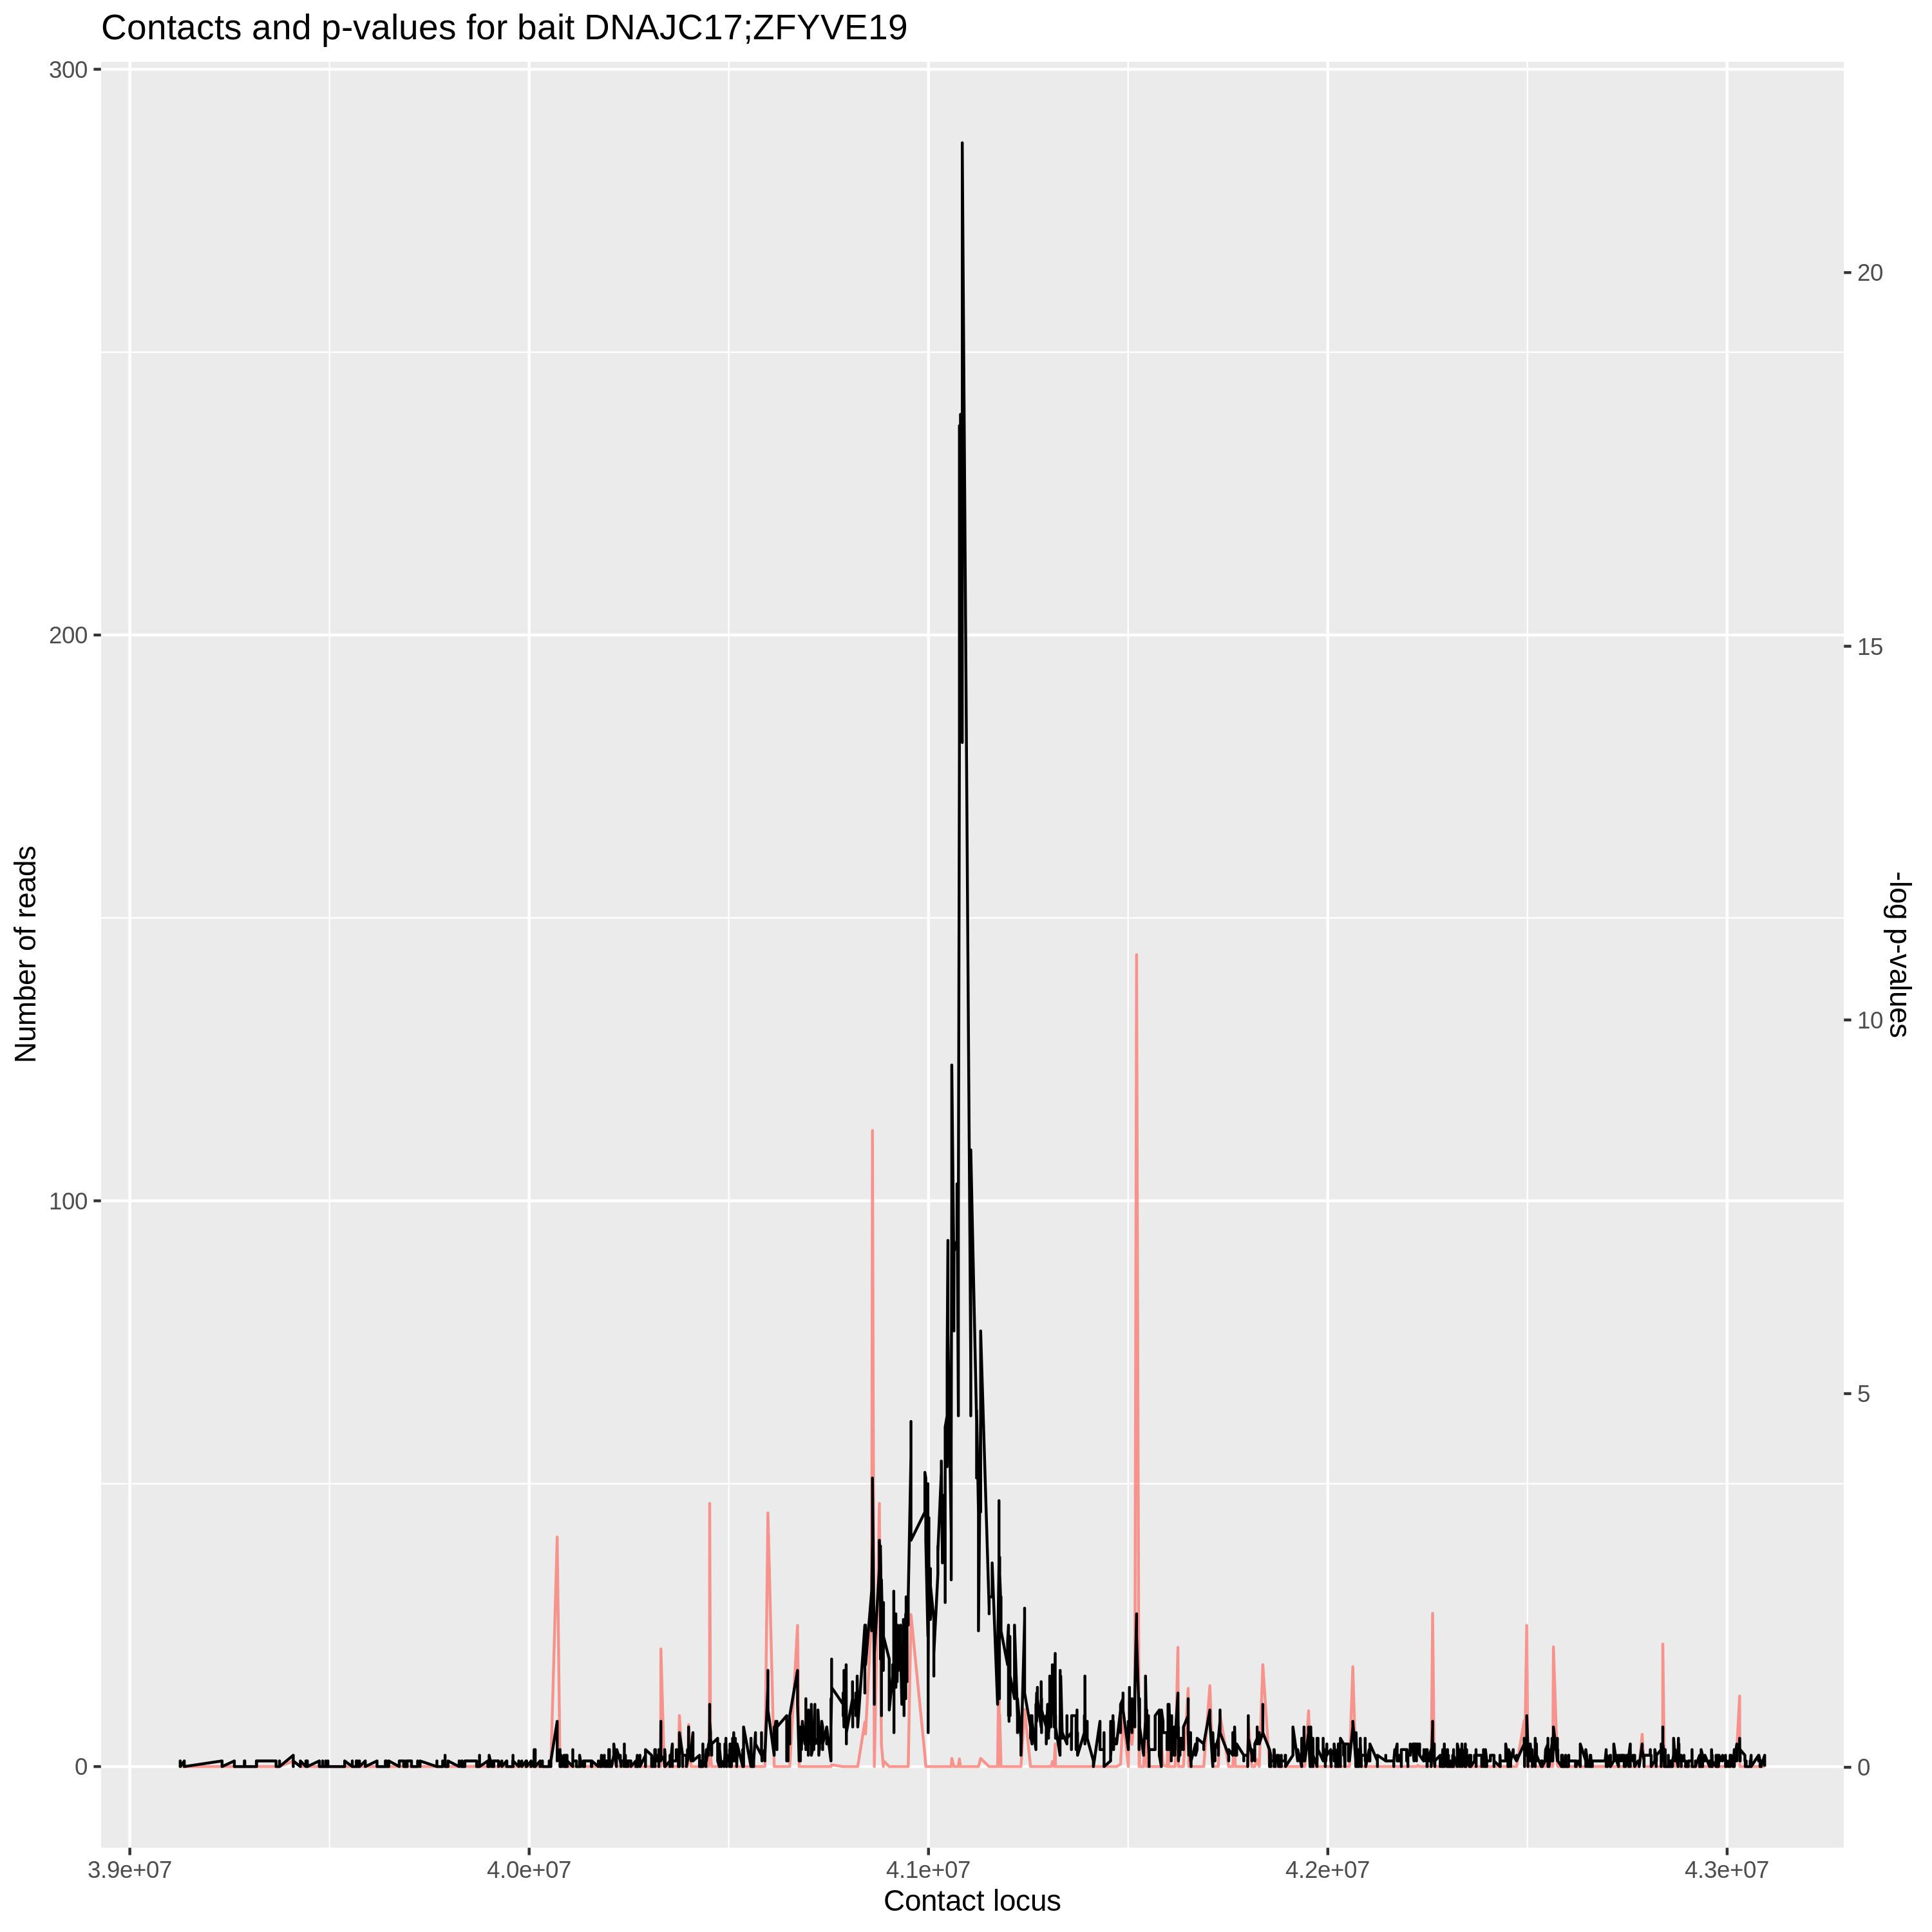 Contacts and p-values for bait DNAJC17;ZFYVE19
300
200
100
0
Number of reads
20
15
10
5
0
-log p-values
3.9e+07 4.0e+07 4.1e+07 4.2e+07 4.3e+07
Contact locus